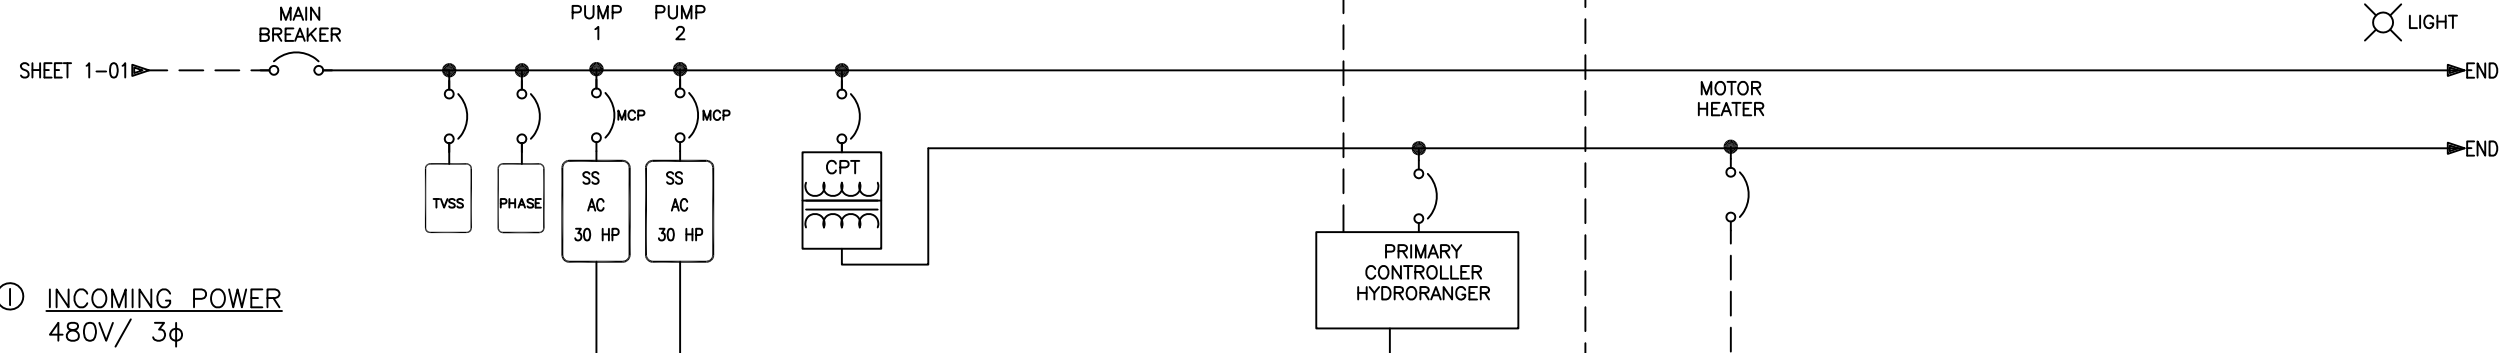 MAIN
BREAKER
PUMP
1
PUMP
2
LIGHT
SHEET 1-01
END
MCP
MCP
MOTOR
HEATER
END
CPT
TVSS
PHASE
SS
AC
30 HP
SS
AC
30 HP
PRIMARY
CONTROLLER
HYDRORANGER
1 INCOMING POWER
480V/ 3ϕ